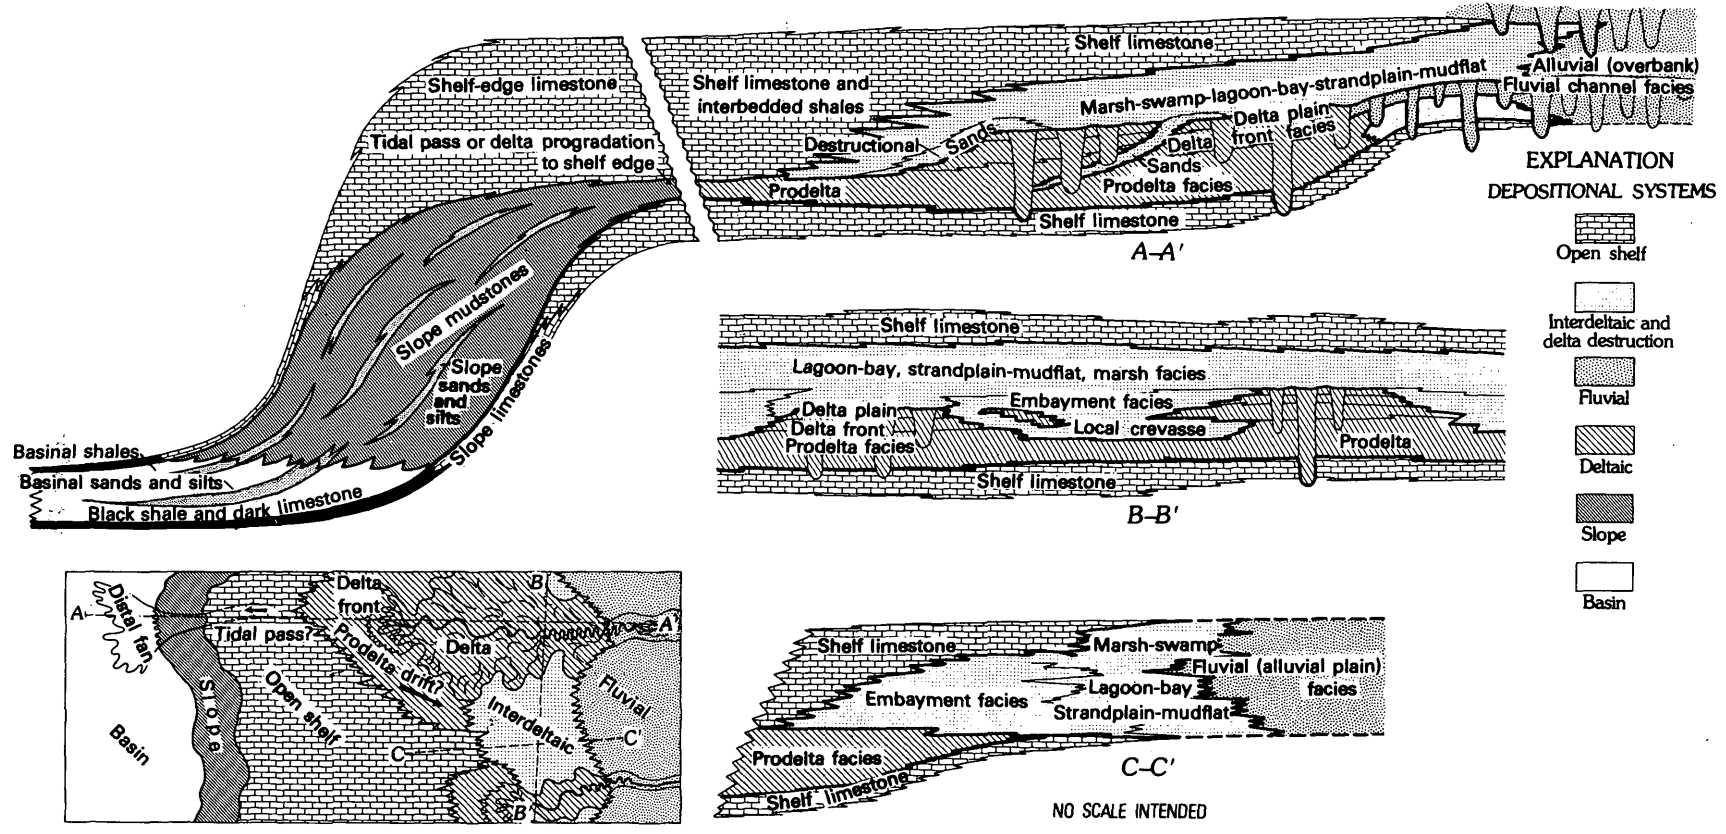 Shelf limestone
Shelf-edge limestone
Shelf limestone and
interbedded shales
Alluvial (overbank)
Marsh-swamp-lagoon-bay-strandplain-mudflat
Fluvial channel facies
Tidal pass or delta progradation
to shelf edge
Destructional
Sands
Delta plain
front facies
Delta
Sands
Prodelta
Prodelta facies
Shelf limestone
A-A'
Slope mudstones
Slope
sands
and
silts
Slope limestones
Basinal shales
Basinal sands and silts
Black shale and dark limestone
EXPLANATION
DEPOSITIONAL SYSTEMS
Open shelf
Interdeltaic and
delta destruction
Fluvial
Deltaic
Slope
Basin
Shelf limestone
Lagoon-bay, strandplain-mudflat, marsh facies
Embayment facies
Delta plain
Delta front
Prodelta facies
Local crevasse
Prodelta
Shelf limestone
B-B'
A
Distal fan
Basin
Slope
Tidal pass?
Open shelf
Delta
front
Prodelta drift?
Delta
B
A'
Fluvial
Interdeltaic
C
C'
B'
Shelf limestone
Marsh-swamp
Fluvial (alluvial plain)
facies
Embayment facies
Lagoon-bay
Strandplain-mudflat
Prodelta facies
Shelf limestone
C-C'
NO SCALE INTENDED